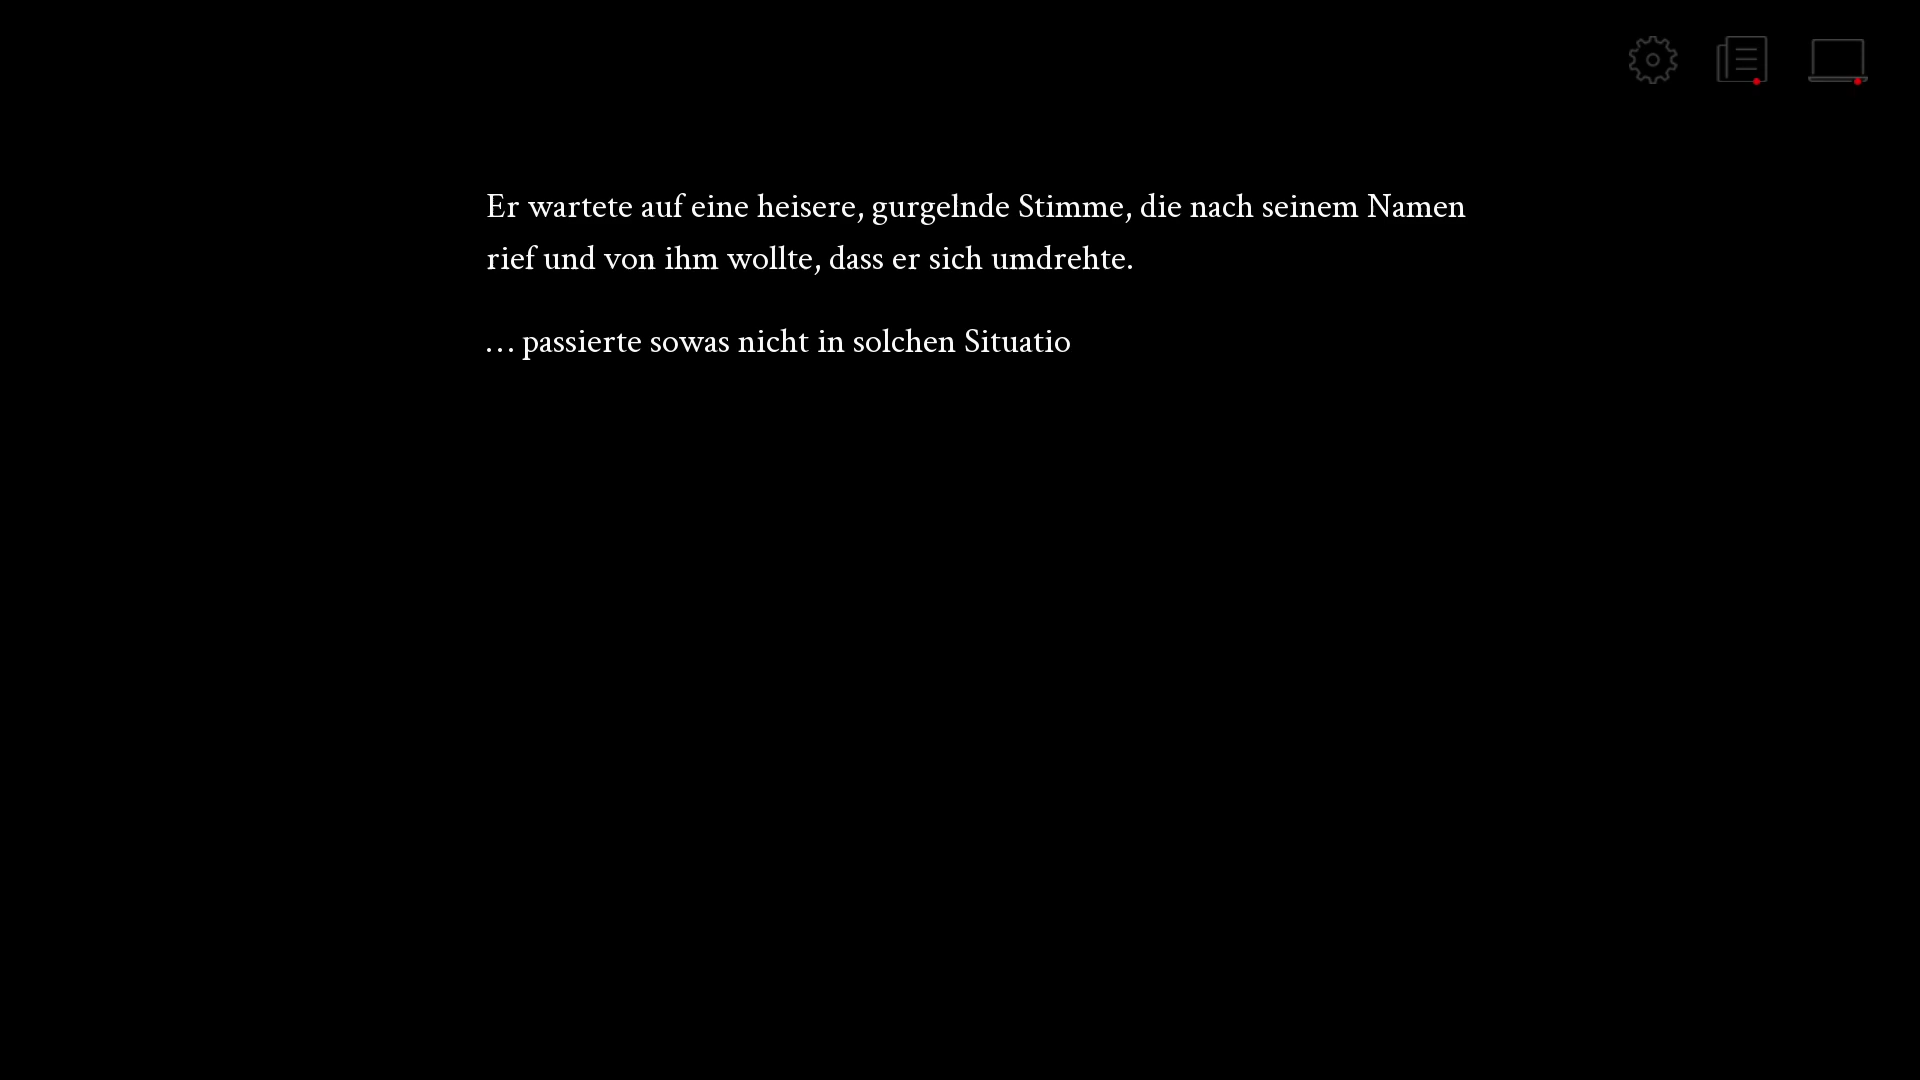 Er wartete auf eine heisere, gurgelnde Stimme, die nach seinem Namen
rief und von ihm wollte, dass er sich umdrehte.
… passierte sowas nicht in solchen Situatio